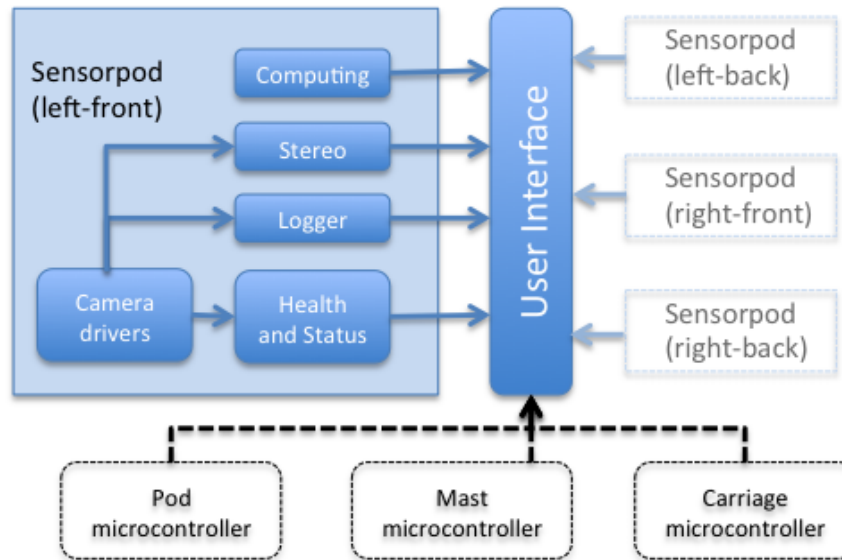 Sensorpod
(left-front)
Computing
Stereo
Logger
Camera
drivers
Health
and Status
User Interface
Sensorpod
(left-back)
Sensorpod
(right-front)
Sensorpod
(right-back)
Pod
microcontroller
Mast
microcontroller
Carriage
microcontroller